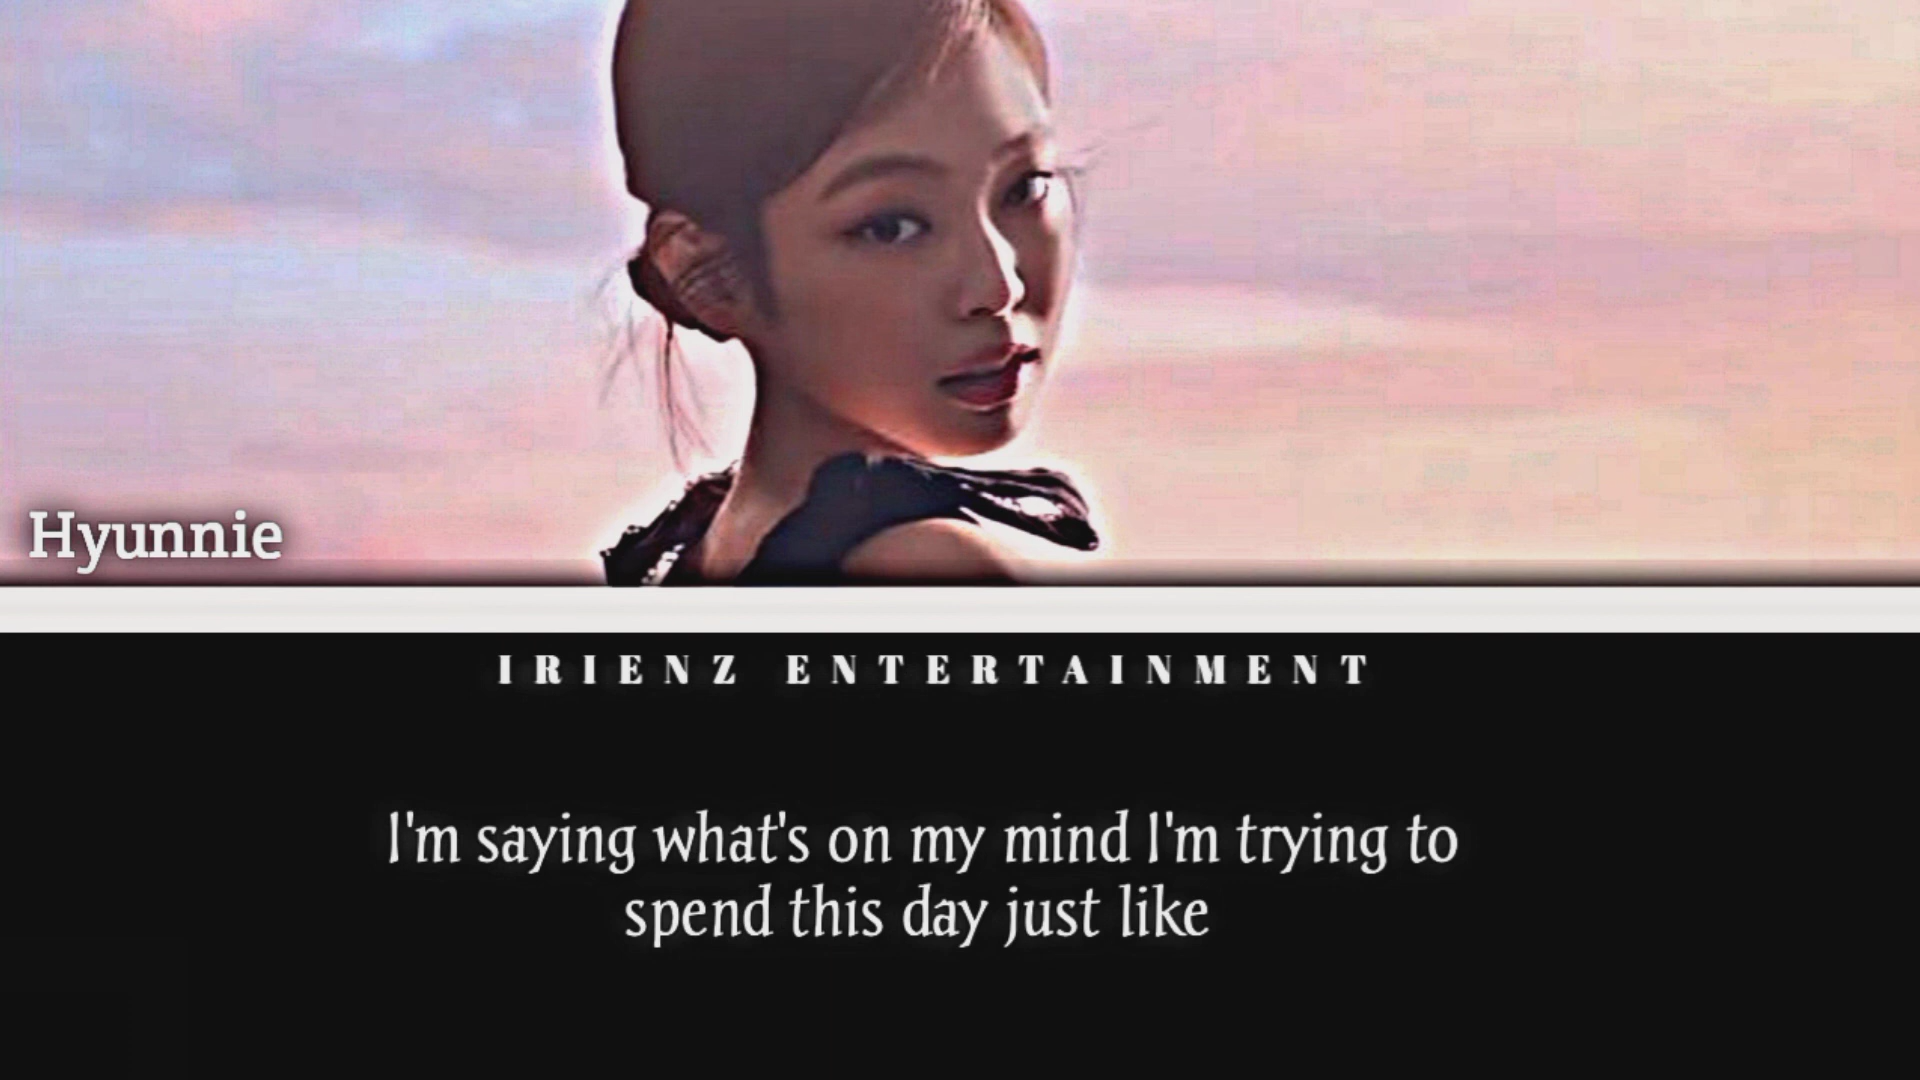 Hyunnie
IRIENZ ENTERTAINMENT
I'm saying what's on my mind I'm trying to
spend this day just like